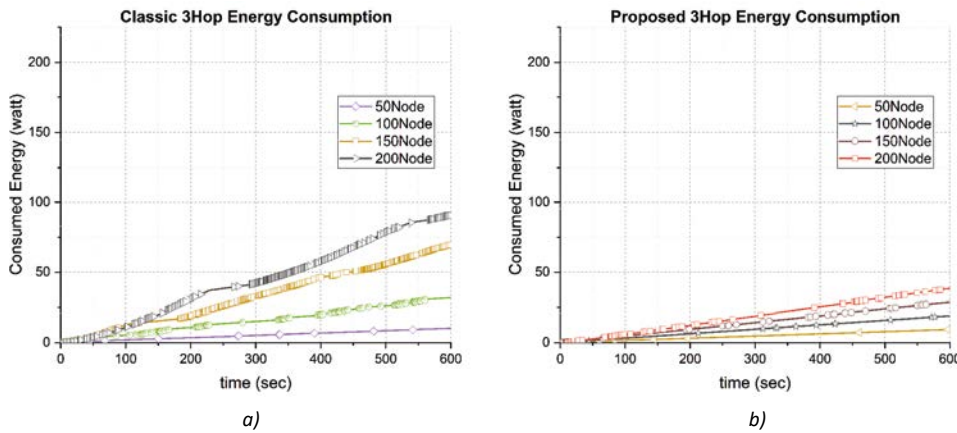 Classic 3Hop Energy Consumption
Consumed Energy (watt)
225
200
150
100
50
0
50Node
100Node
150Node
200Node
0 100 200 300 400 500 600
time (sec)
a)
Proposed 3Hop Energy Consumption
Consumed Energy (watt)
200
150
100
50
0
50Node
100Node
150Node
200Node
0 100 200 300 400 500 600
time (sec)
b)